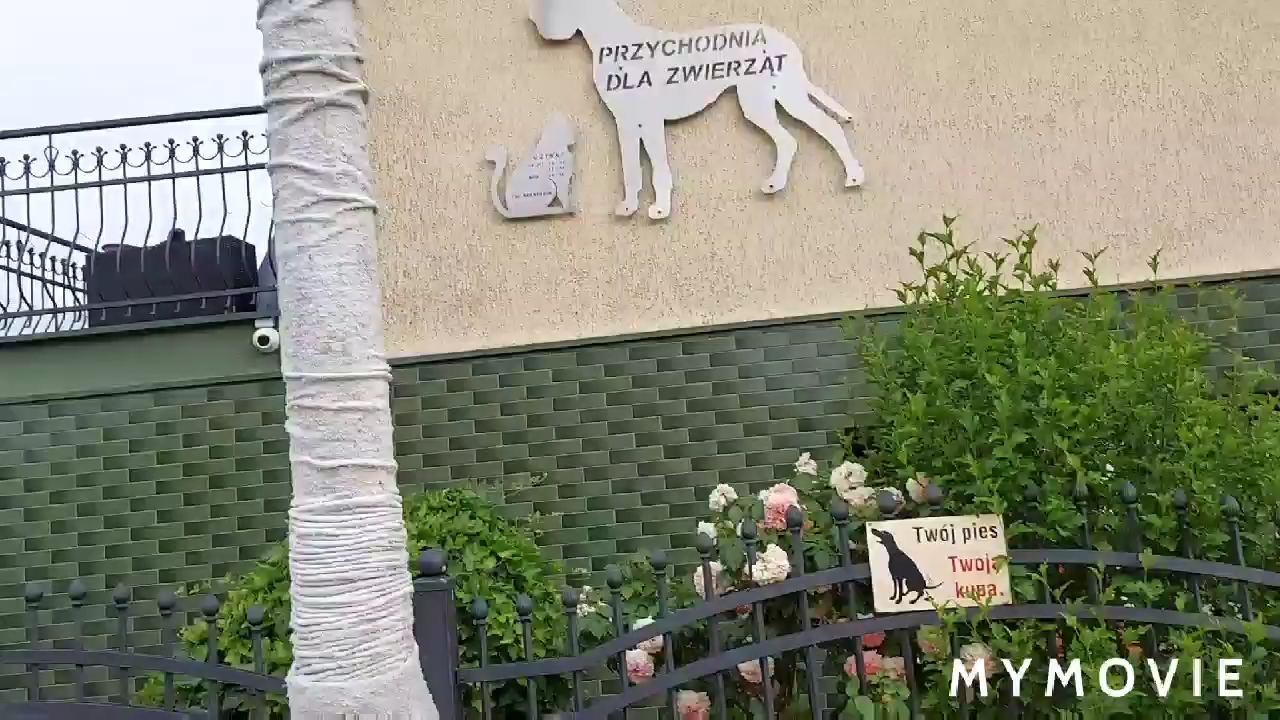 PRZYCHODNIA
DLA ZWIERZĄT
Twój pies
Twoja
kupa.
MYMOVIE